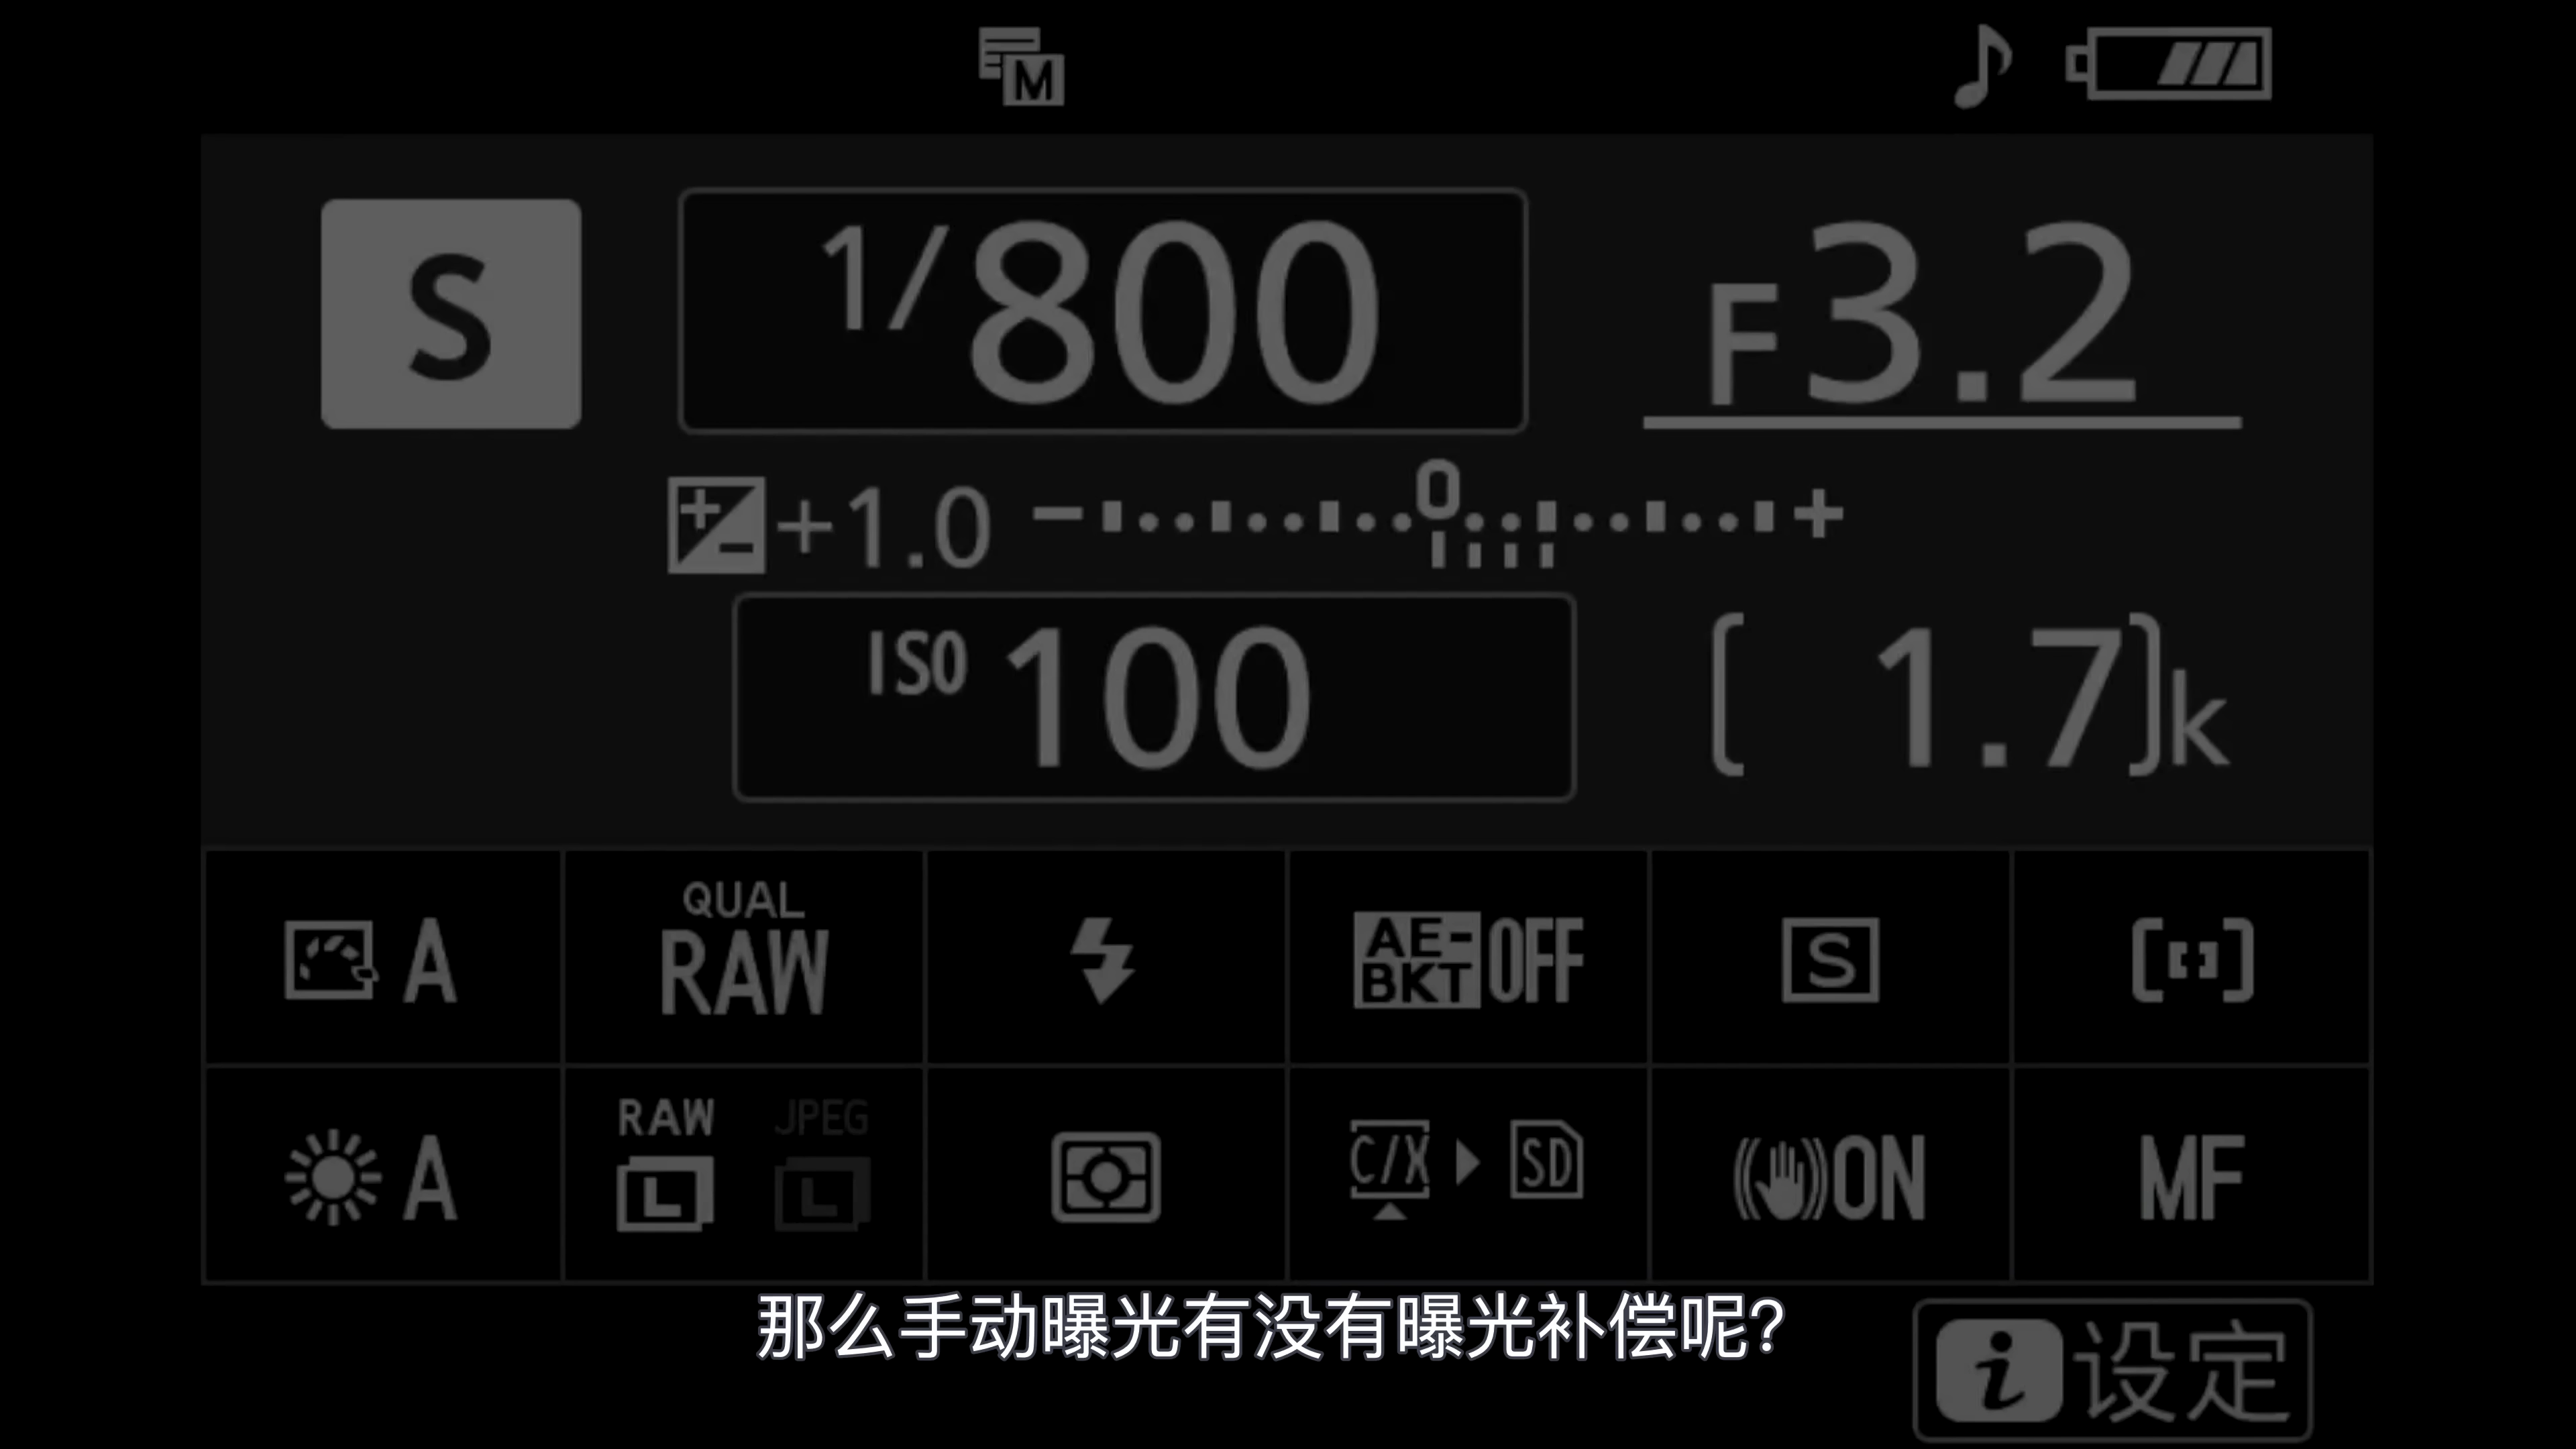 M
S 1/800 F3.2
+1.0 - 0 +
ISO 100 [ 1.7]k
A QUAL RAW AE-BKT OFF S
A RAW L JPEG L C/X SD ON MF
那么手动曝光有没有曝光补偿呢?
i 设定